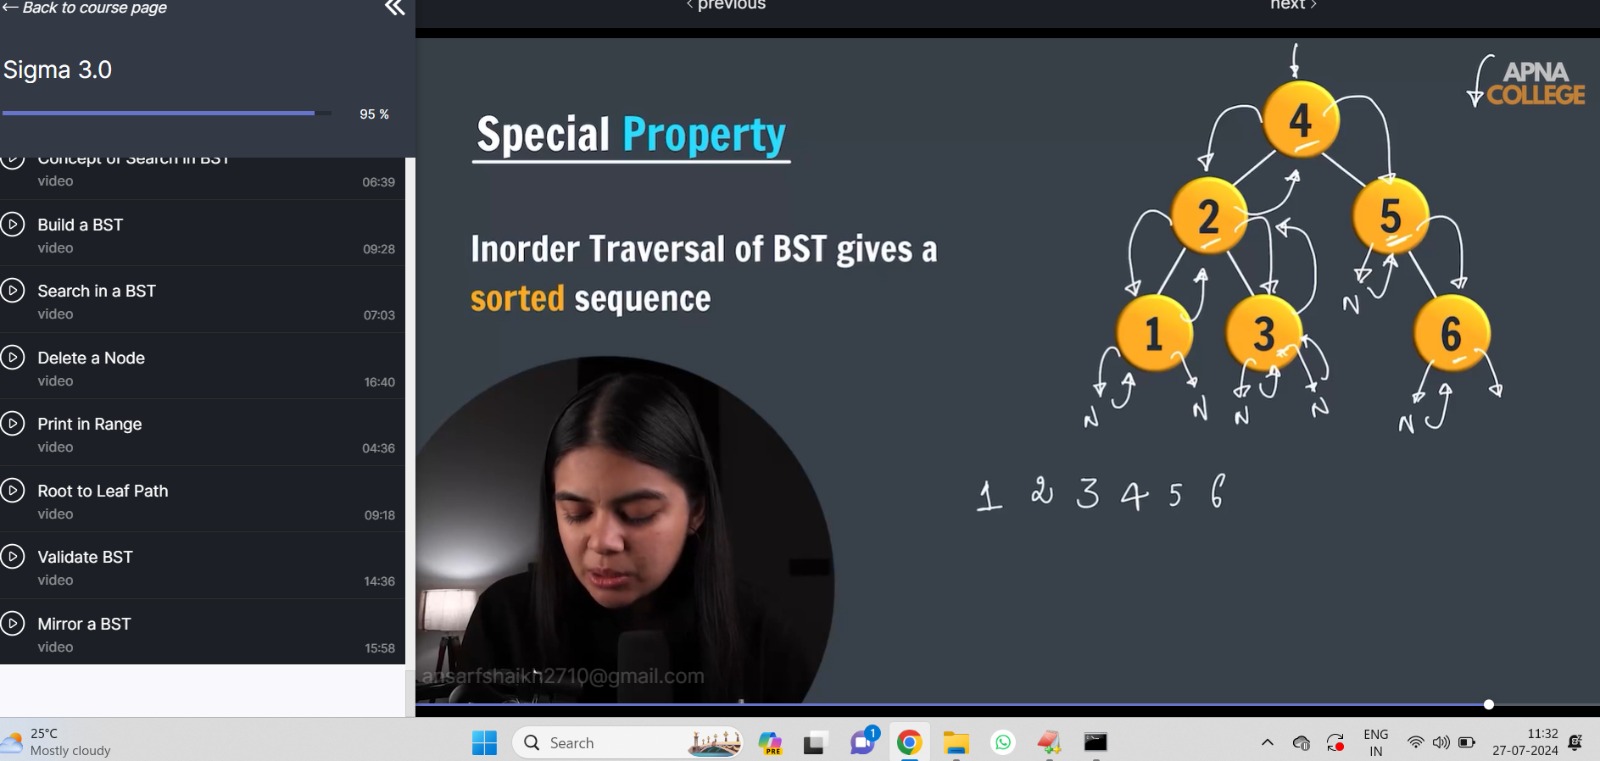 ← Back to course page
Sigma 3.0
95 %
Concept of Search in BST
video 06:39
Build a BST
video 09:28
Search in a BST
video 07:03
Delete a Node
video 16:40
Print in Range
video 04:36
Root to Leaf Path
video 09:18
Validate BST
video 14:36
Mirror a BST
video 15:58
‹ previous
next ›
APNA
COLLEGE
Special Property
Inorder Traversal of BST gives a
sorted sequence
4
2 5
N
1 3 6
N N N N N
1 2 3 4 5 6
ansarfshaikh2710@gmail.com
25°C
Mostly cloudy
Search
PRE
1
ENG
IN
11:32
27-07-2024